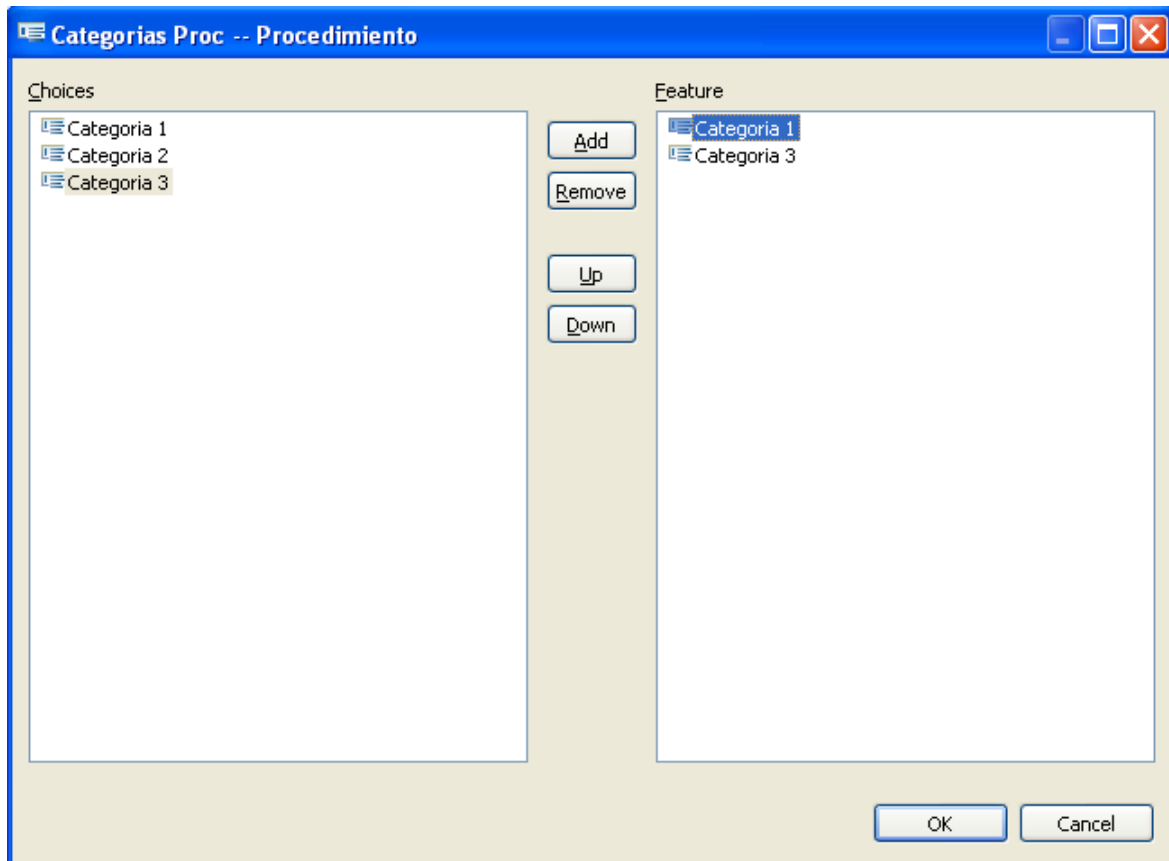 Categorias Proc -- Procedimiento
Choices
Categoria 1
Categoria 2
Categoria 3
Add
Remove
Up
Down
Feature
Categoria 1
Categoria 3
OK
Cancel